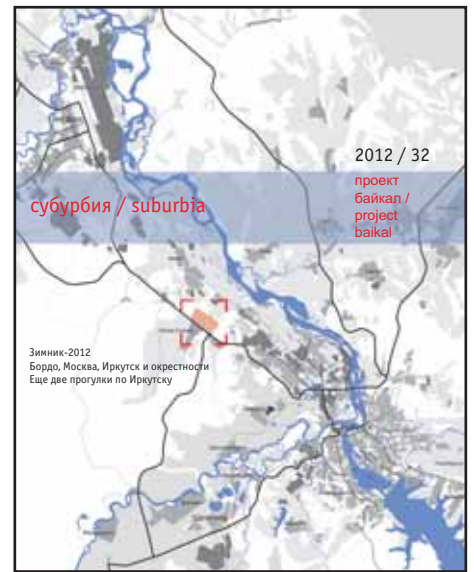 2012 / 32
проект
байкал /
project
baikal
субурбия / suburbia
Зимник-2012
Бордо, Москва, Иркутск и окрестности
Еще две прогулки по Иркутску